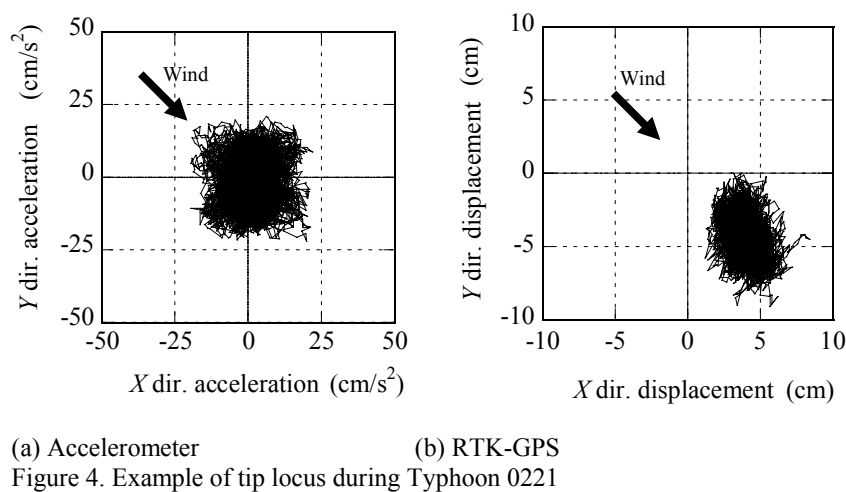 50
25
0
-25
-50
Y dir. acceleration (cm/s²)
Wind
-50 -25 0 25 50
X dir. acceleration (cm/s²)
10
5
0
-5
-10
Y dir. displacement (cm)
Wind
-10 -5 0 5 10
X dir. displacement (cm)
(a) Accelerometer (b) RTK-GPS
Figure 4. Example of tip locus during Typhoon 0221